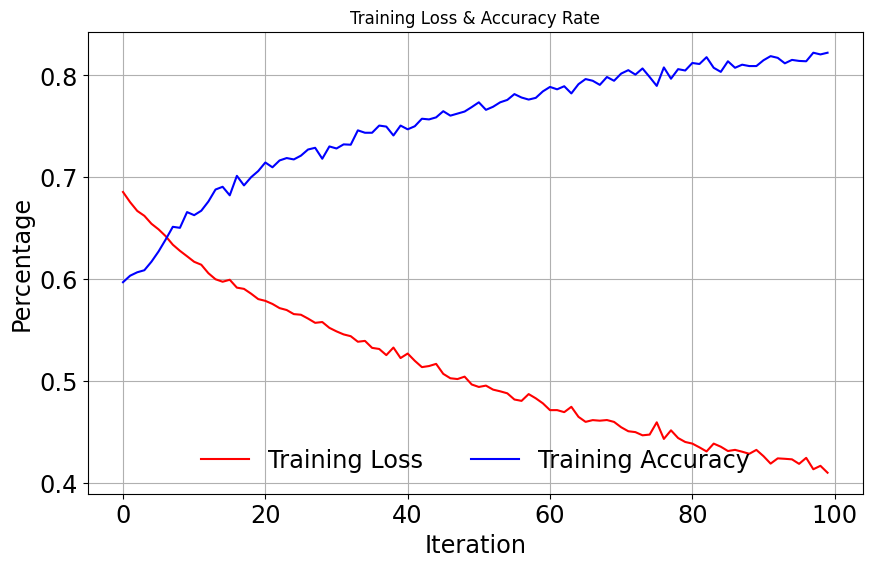 Training Loss & Accuracy Rate
0.8
0.7
0.6
0.5
0.4
Percentage
Training Loss
Training Accuracy
0 20 40 60 80 100
Iteration